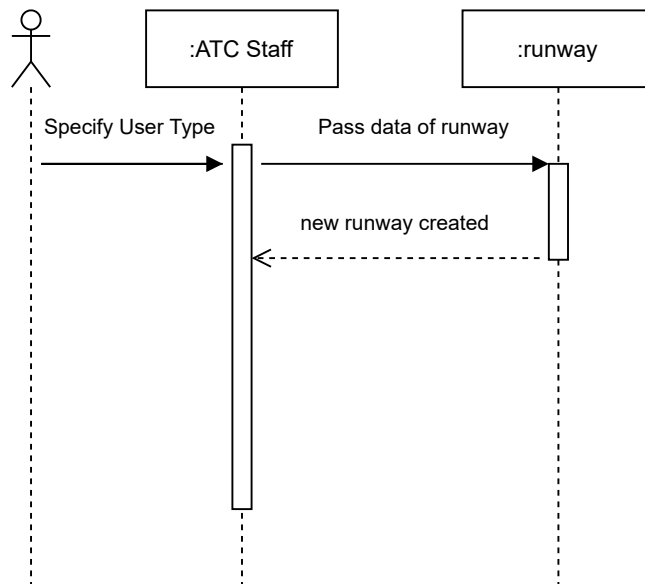 :ATC Staff
:runway
Specify User Type
Pass data of runway
new runway created